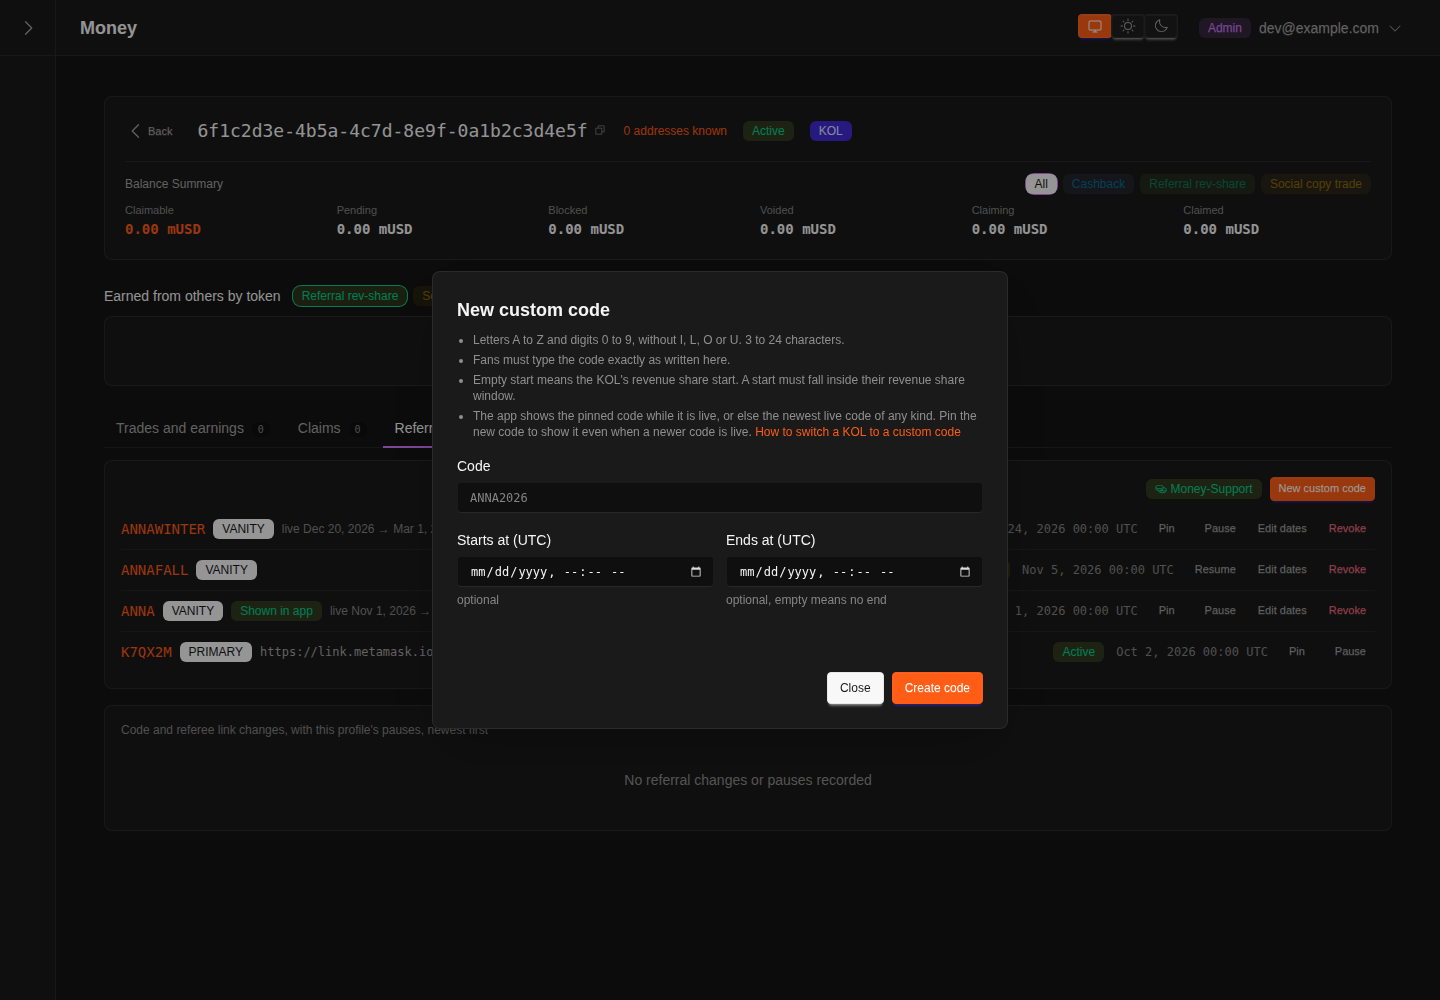 Money
Admin dev@example.com
Back 6f1c2d3e-4b5a-4c7d-8e9f-0a1b2c3d4e5f 0 addresses known Active KOL
Balance Summary All Cashback Referral rev-share Social copy trade
Claimable Pending Blocked Voided Claiming Claimed
0.00 mUSD 0.00 mUSD 0.00 mUSD 0.00 mUSD 0.00 mUSD 0.00 mUSD
Earned from others by token Referral rev-share
New custom code
Letters A to Z and digits 0 to 9, without I, L, O or U. 3 to 24 characters.
Fans must type the code exactly as written here.
Empty start means the KOL's revenue share start. A start must fall inside their revenue share
window.
The app shows the pinned code while it is live, or else the newest live code of any kind. Pin the
new code to show it even when a newer code is live. How to switch a KOL to a custom code
Code
ANNA2026
Starts at (UTC) Ends at (UTC)
mm/dd/yyyy, --:-- -- mm/dd/yyyy, --:-- --
optional optional, empty means no end
Close Create code
Trades and earnings 0 Claims 0 Referr
Money-Support New custom code
ANNAWINTER VANITY live Dec 20, 2026 → Mar 1, 24, 2026 00:00 UTC Pin Pause Edit dates Revoke
ANNAFALL VANITY Nov 5, 2026 00:00 UTC Resume Edit dates Revoke
ANNA VANITY Shown in app live Nov 1, 2026 → 1, 2026 00:00 UTC Pin Pause Edit dates Revoke
K7QX2M PRIMARY https://link.metamask.io Active Oct 2, 2026 00:00 UTC Pin Pause
Code and referee link changes, with this profile's pauses, newest first
No referral changes or pauses recorded